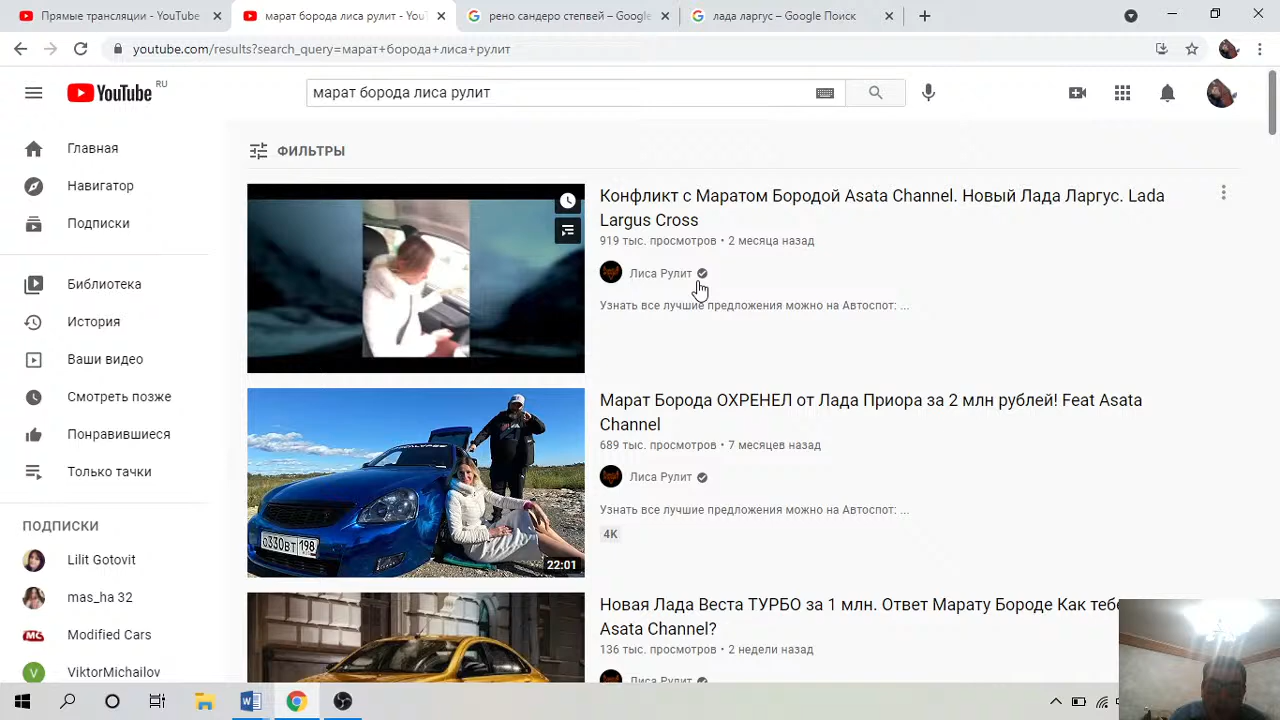 Прямые трансляции - YouTube
марат борода лиса рулит - YouT
рено сандеро степвей – Google
лада ларгус – Google Поиск
youtube.com/results?search_query=марат+борода+лиса+рулит
YouTube RU
марат борода лиса рулит
Главная
Навигатор
Подписки
Библиотека
История
Ваши видео
Смотреть позже
Понравившиеся
Только тачки
ПОДПИСКИ
Lilit Gotovit
mas_ha 32
Modified Cars
ViktorMichailov
ФИЛЬТРЫ
Конфликт с Маратом Бородой Asata Channel. Новый Лада Ларгус. Lada
Largus Cross
919 тыс. просмотров • 2 месяца назад
Лиса Рулит
Узнать все лучшие предложения можно на Автоспот: ...
Марат Борода ОХРЕНЕЛ от Лада Приора за 2 млн рублей! Feat Asata
Channel
689 тыс. просмотров • 7 месяцев назад
Лиса Рулит
Узнать все лучшие предложения можно на Автоспот: ...
4K
о330вт 198
22:01
Новая Лада Веста ТУРБО за 1 млн. Ответ Марату Бороде Как тебе
Asata Channel?
136 тыс. просмотров • 2 недели назад
Лиса Рулит